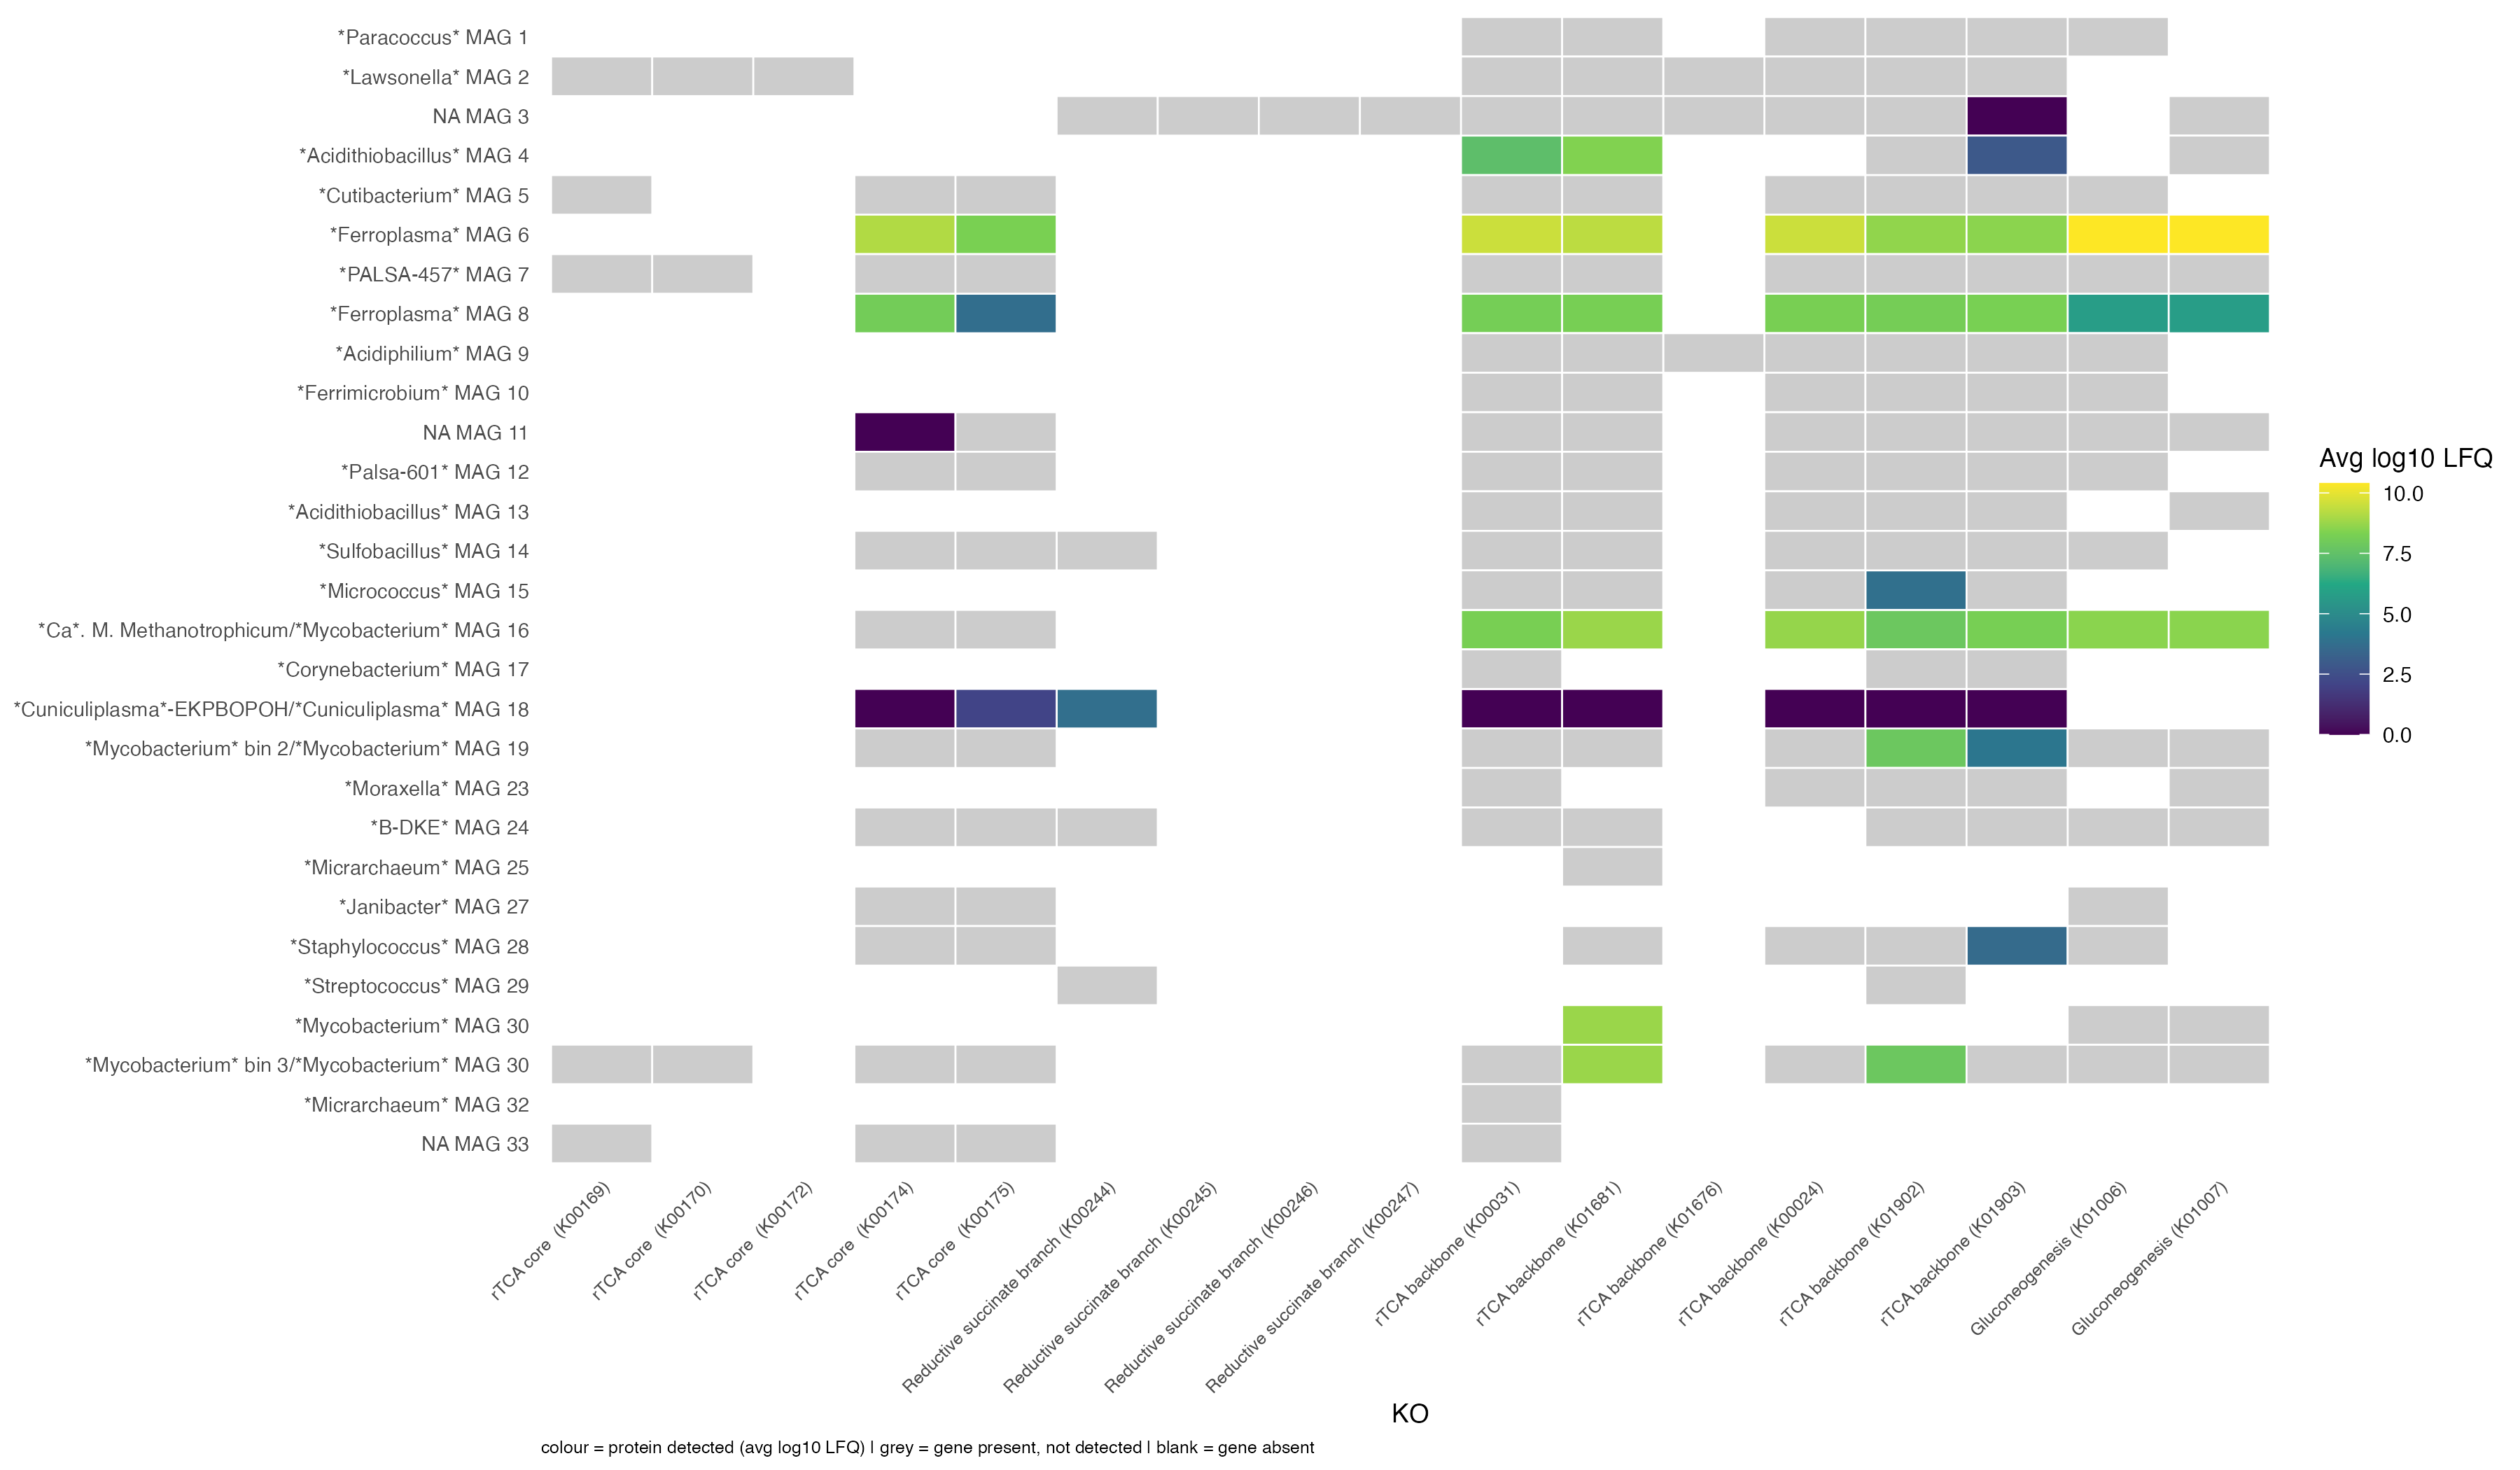 *Paracoccus* MAG 1
*Lawsonella* MAG 2
NA MAG 3
*Acidithiobacillus* MAG 4
*Cutibacterium* MAG 5
*Ferroplasma* MAG 6
*PALSA-457* MAG 7
*Ferroplasma* MAG 8
*Acidiphilium* MAG 9
*Ferrimicrobium* MAG 10
NA MAG 11
*Palsa-601* MAG 12
*Acidithiobacillus* MAG 13
*Sulfobacillus* MAG 14
*Micrococcus* MAG 15
*Ca*. M. Methanotrophicum/*Mycobacterium* MAG 16
*Corynebacterium* MAG 17
*Cuniculiplasma*-EKPBOPOH/*Cuniculiplasma* MAG 18
*Mycobacterium* bin 2/*Mycobacterium* MAG 19
*Moraxella* MAG 23
*B-DKE* MAG 24
*Micrarchaeum* MAG 25
*Janibacter* MAG 27
*Staphylococcus* MAG 28
*Streptococcus* MAG 29
*Mycobacterium* MAG 30
*Mycobacterium* bin 3/*Mycobacterium* MAG 30
*Micrarchaeum* MAG 32
NA MAG 33
rTCA core (K00169)
rTCA core (K00170)
rTCA core (K00172)
rTCA core (K00174)
rTCA core (K00175)
Reductive succinate branch (K00244)
Reductive succinate branch (K00245)
Reductive succinate branch (K00246)
Reductive succinate branch (K00247)
rTCA backbone (K00031)
rTCA backbone (K01681)
rTCA backbone (K01676)
rTCA backbone (K00024)
rTCA backbone (K01902)
rTCA backbone (K01903)
Gluconeogenesis (K01006)
Gluconeogenesis (K01007)
KO
colour = protein detected (avg log10 LFQ) | grey = gene present, not detected | blank = gene absent
Avg log10 LFQ
10.0
7.5
5.0
2.5
0.0